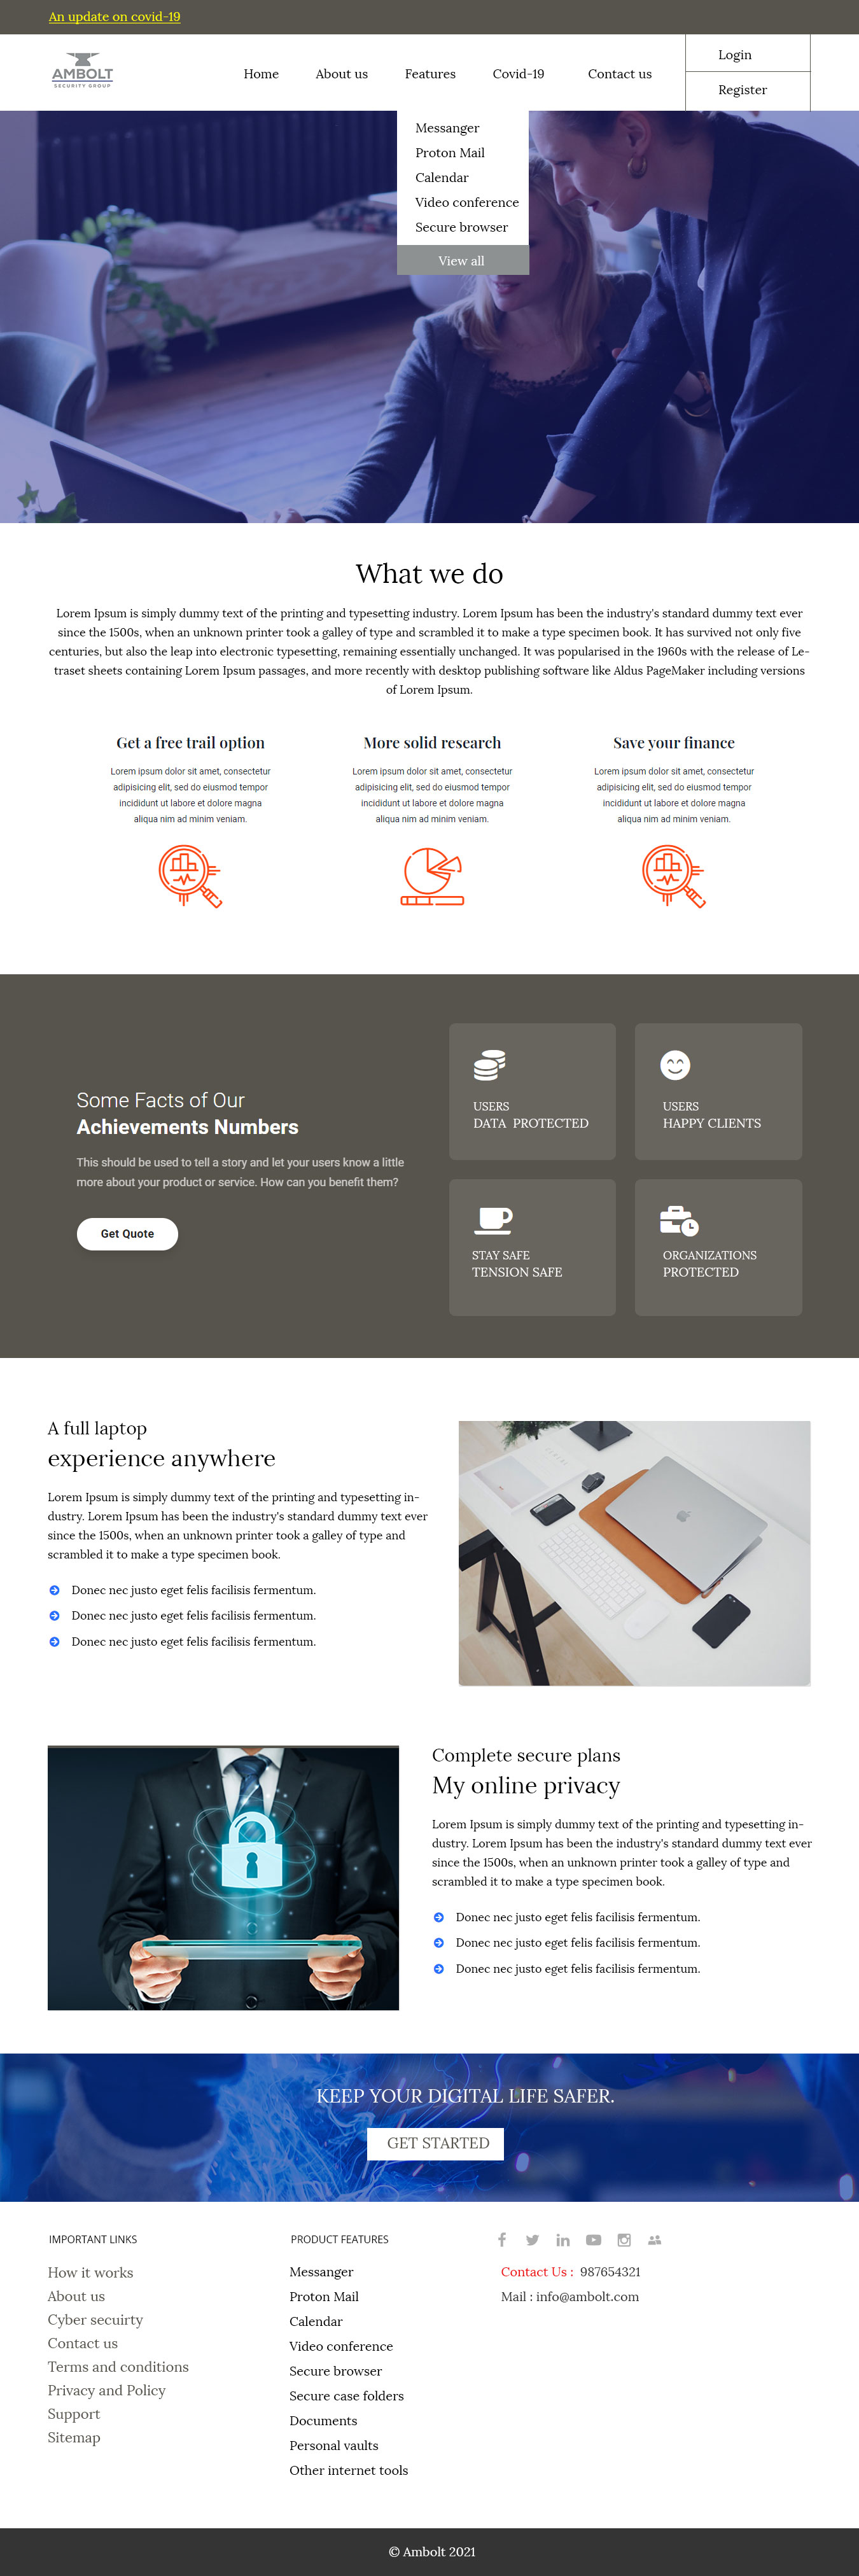 An update on covid-19
AMBOLT
SECURITY GROUP
Home
About us
Features
Covid-19
Contact us
Login
Register
Messanger
Proton Mail
Calendar
Video conference
Secure browser
View all
What we do
Lorem Ipsum is simply dummy text of the printing and typesetting industry. Lorem Ipsum has been the industry's standard dummy text ever
since the 1500s, when an unknown printer took a galley of type and scrambled it to make a type specimen book. It has survived not only five
centuries, but also the leap into electronic typesetting, remaining essentially unchanged. It was popularised in the 1960s with the release of Le-
traset sheets containing Lorem Ipsum passages, and more recently with desktop publishing software like Aldus PageMaker including versions
of Lorem Ipsum.
Get a free trail option
Lorem ipsum dolor sit amet, consectetur
adipisicing elit, sed do eiusmod tempor
incididunt ut labore et dolore magna
aliqua nim ad minim veniam.
More solid research
Lorem ipsum dolor sit amet, consectetur
adipisicing elit, sed do eiusmod tempor
incididunt ut labore et dolore magna
aliqua nim ad minim veniam.
Save your finance
Lorem ipsum dolor sit amet, consectetur
adipisicing elit, sed do eiusmod tempor
incididunt ut labore et dolore magna
aliqua nim ad minim veniam.
Some Facts of Our
Achievements Numbers
This should be used to tell a story and let your users know a little
more about your product or service. How can you benefit them?
Get Quote
USERS
DATA PROTECTED
USERS
HAPPY CLIENTS
STAY SAFE
TENSION SAFE
ORGANIZATIONS
PROTECTED
A full laptop
experience anywhere
Lorem Ipsum is simply dummy text of the printing and typesetting in-
dustry. Lorem Ipsum has been the industry's standard dummy text ever
since the 1500s, when an unknown printer took a galley of type and
scrambled it to make a type specimen book.
Donec nec justo eget felis facilisis fermentum.
Donec nec justo eget felis facilisis fermentum.
Donec nec justo eget felis facilisis fermentum.
Complete secure plans
My online privacy
Lorem Ipsum is simply dummy text of the printing and typesetting in-
dustry. Lorem Ipsum has been the industry's standard dummy text ever
since the 1500s, when an unknown printer took a galley of type and
scrambled it to make a type specimen book.
Donec nec justo eget felis facilisis fermentum.
Donec nec justo eget felis facilisis fermentum.
Donec nec justo eget felis facilisis fermentum.
KEEP YOUR DIGITAL LIFE SAFER.
GET STARTED
IMPORTANT LINKS
How it works
About us
Cyber secuirty
Contact us
Terms and conditions
Privacy and Policy
Support
Sitemap
PRODUCT FEATURES
Messanger
Proton Mail
Calendar
Video conference
Secure browser
Secure case folders
Documents
Personal vaults
Other internet tools
Contact Us : 987654321
Mail : info@ambolt.com
© Ambolt 2021